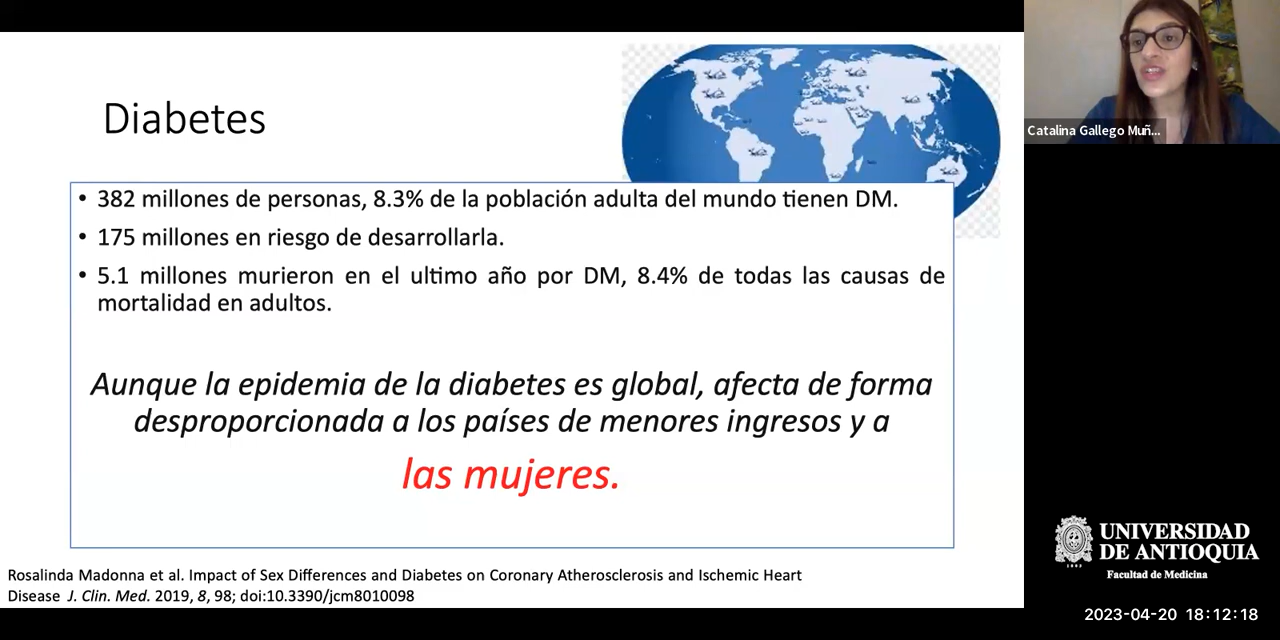 Diabetes
• 382 millones de personas, 8.3% de la población adulta del mundo tienen DM.
• 175 millones en riesgo de desarrollarla.
• 5.1 millones murieron en el ultimo año por DM, 8.4% de todas las causas de
mortalidad en adultos.
Aunque la epidemia de la diabetes es global, afecta de forma
desproporcionada a los países de menores ingresos y a
las mujeres.
Rosalinda Madonna et al. Impact of Sex Differences and Diabetes on Coronary Atherosclerosis and Ischemic Heart
Disease J. Clin. Med. 2019, 8, 98; doi:10.3390/jcm8010098
Catalina Gallego Muñ...
UNIVERSIDAD
DE ANTIOQUIA
1803
Facultad de Medicina
2023-04-20 18:12:18